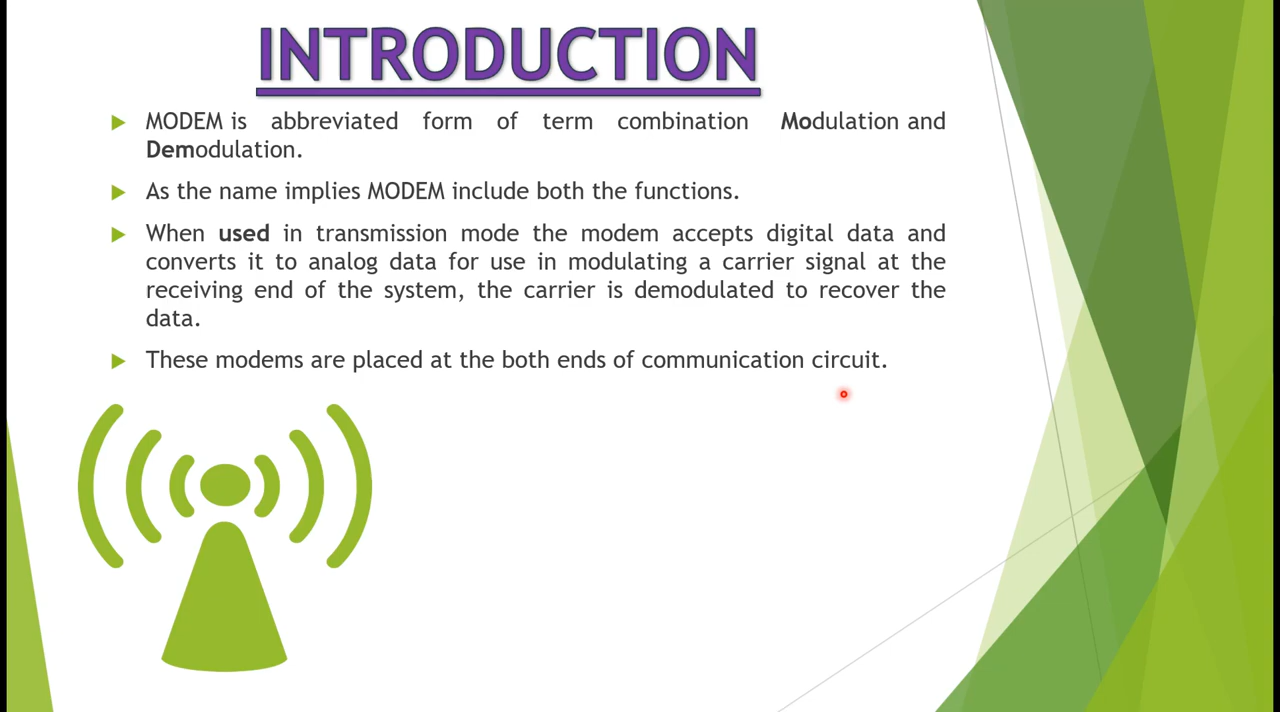 INTRODUCTION
MODEM is abbreviated form of term combination Modulation and
Demodulation.
As the name implies MODEM include both the functions.
When used in transmission mode the modem accepts digital data and
converts it to analog data for use in modulating a carrier signal at the
receiving end of the system, the carrier is demodulated to recover the
data.
These modems are placed at the both ends of communication circuit.